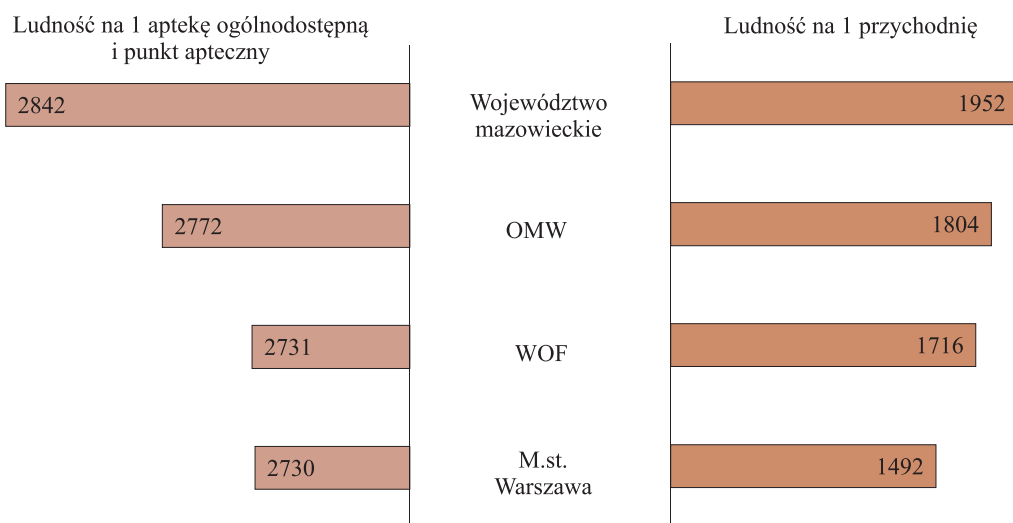 Ludność na 1 aptekę ogólnodostępną
i punkt apteczny
Ludność na 1 przychodnię
2842
Województwo
mazowieckie
1952
2772
OMW
1804
2731
WOF
1716
2730
M.st.
Warszawa
1492